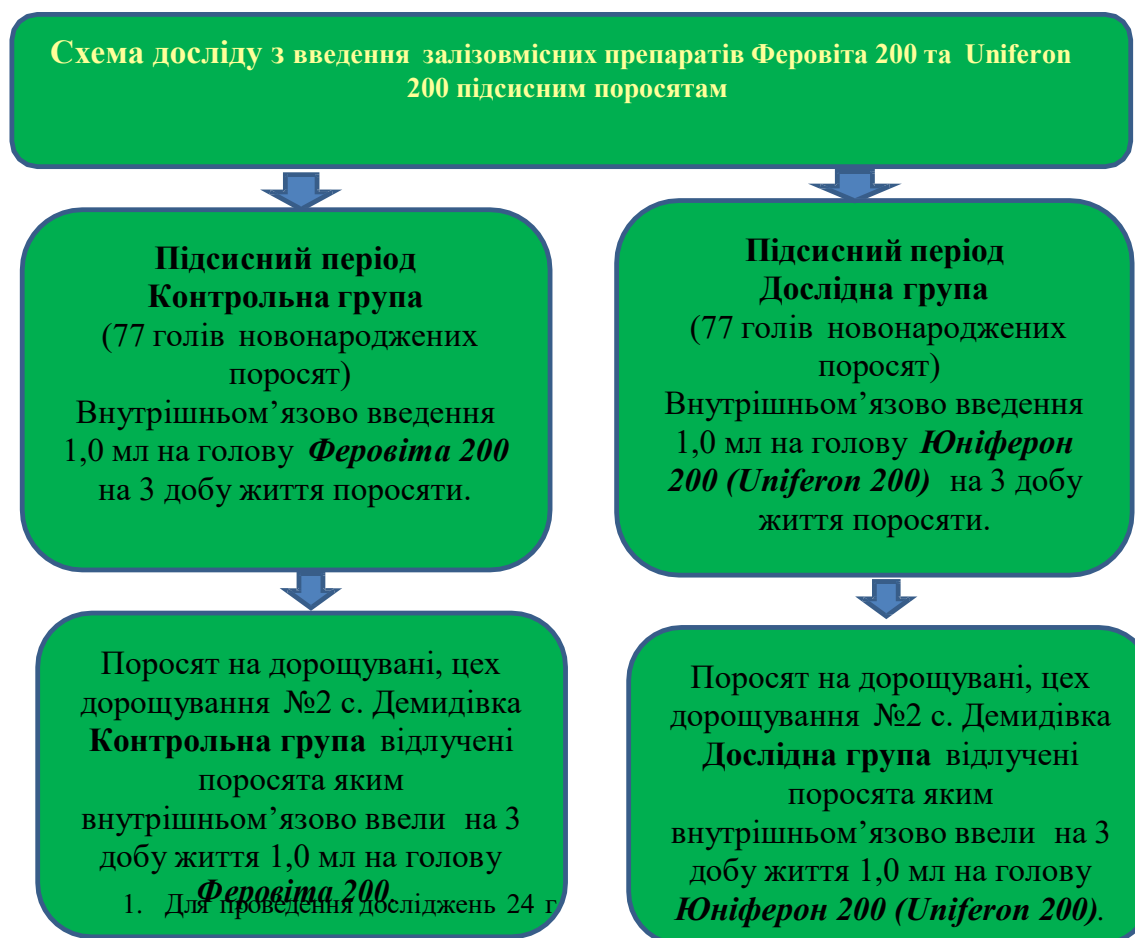 Схема досліду з введення залізовмісних препаратів Феровіта 200 та Uniferon
200 підсисним поросятам
Підсисний період
Контрольна група
(77 голів новонароджених
поросят)
Внутрішньом’язово введення
1,0 мл на голову Феровіта 200
на 3 добу життя поросяти.
Підсисний період
Дослідна група
(77 голів новонароджених
поросят)
Внутрішньом’язово введення
1,0 мл на голову Юніферон
200 (Uniferon 200) на 3 добу
життя поросяти.
Поросят на дорощувані, цех
дорощування №2 с. Демидівка
Контрольна група відлучені
поросята яким
внутрішньом’язово ввели на 3
добу життя 1,0 мл на голову
Феровіта 200.
1. Для проведення досліджень 24 г
Поросят на дорощувані, цех
дорощування №2 с. Демидівка
Дослідна група відлучені
поросята яким
внутрішньом’язово ввели на 3
добу життя 1,0 мл на голову
Юніферон 200 (Uniferon 200).